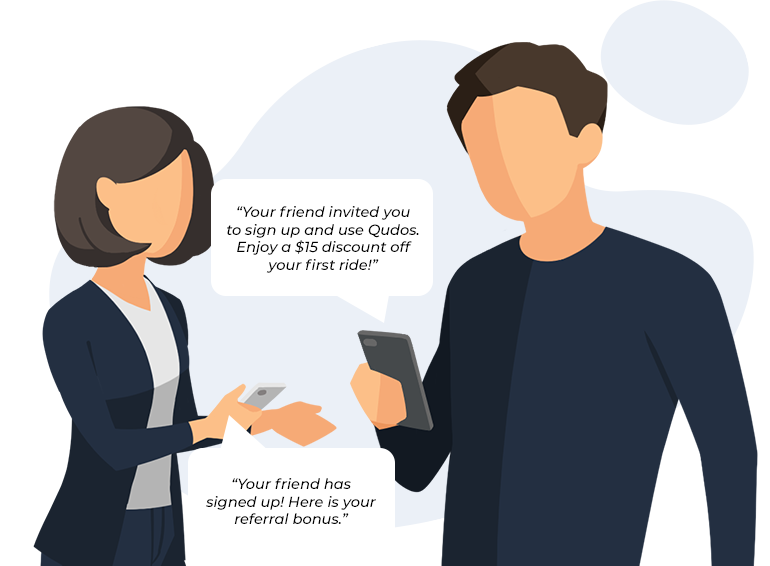 “Your friend invited you
to sign up and use Qudos.
Enjoy a $15 discount off
your first ride!”
“Your friend has
signed up! Here is your
referral bonus.”